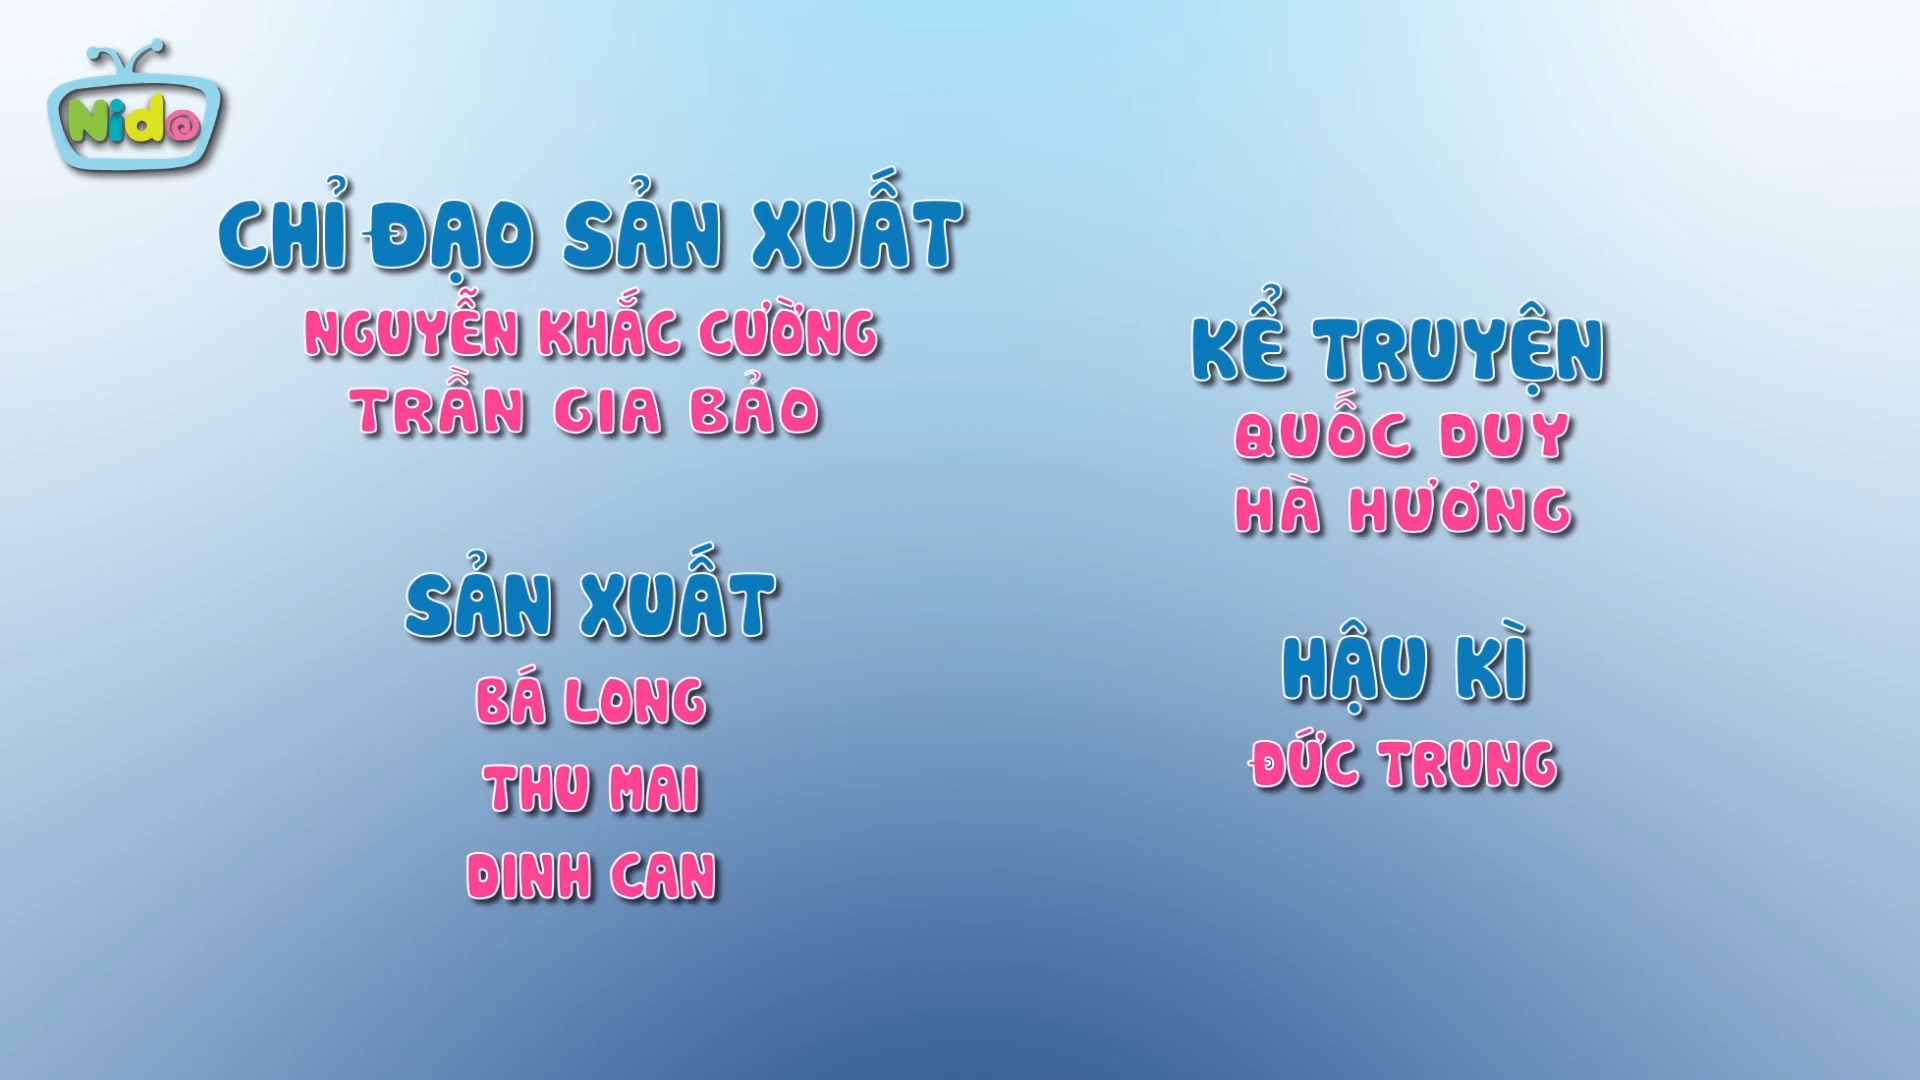 Nido
CHỈ ĐẠO SẢN XUẤT
NGUYỄN KHẮC CƯỜNG
TRẦN GIA BẢO
SẢN XUẤT
BÁ LONG
THU MAI
DINH CAN
KỂ TRUYỆN
QUỐC DUY
HÀ HƯƠNG
HẬU KÌ
ĐỨC TRUNG